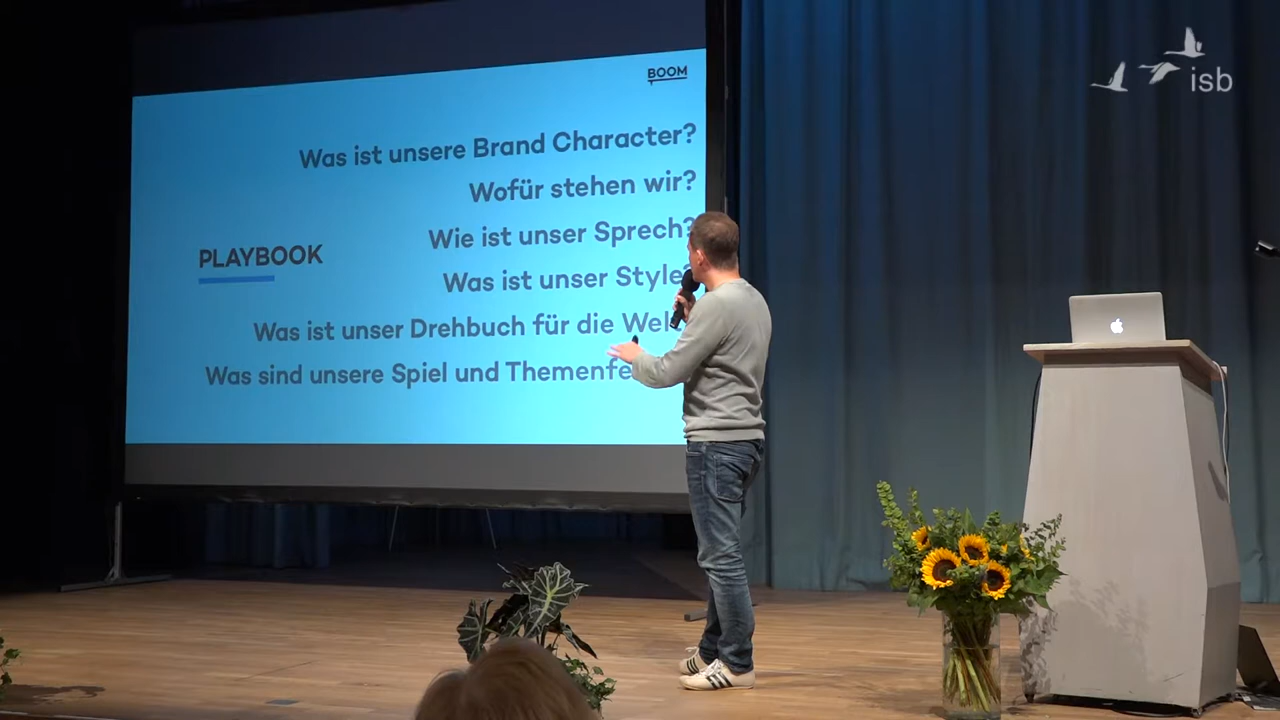 BOOM
isb
Was ist unsere Brand Character?
Wofür stehen wir?
Wie ist unser Sprech?
PLAYBOOK
Was ist unser Style?
Was ist unser Drehbuch für die Welt
Was sind unsere Spiel und